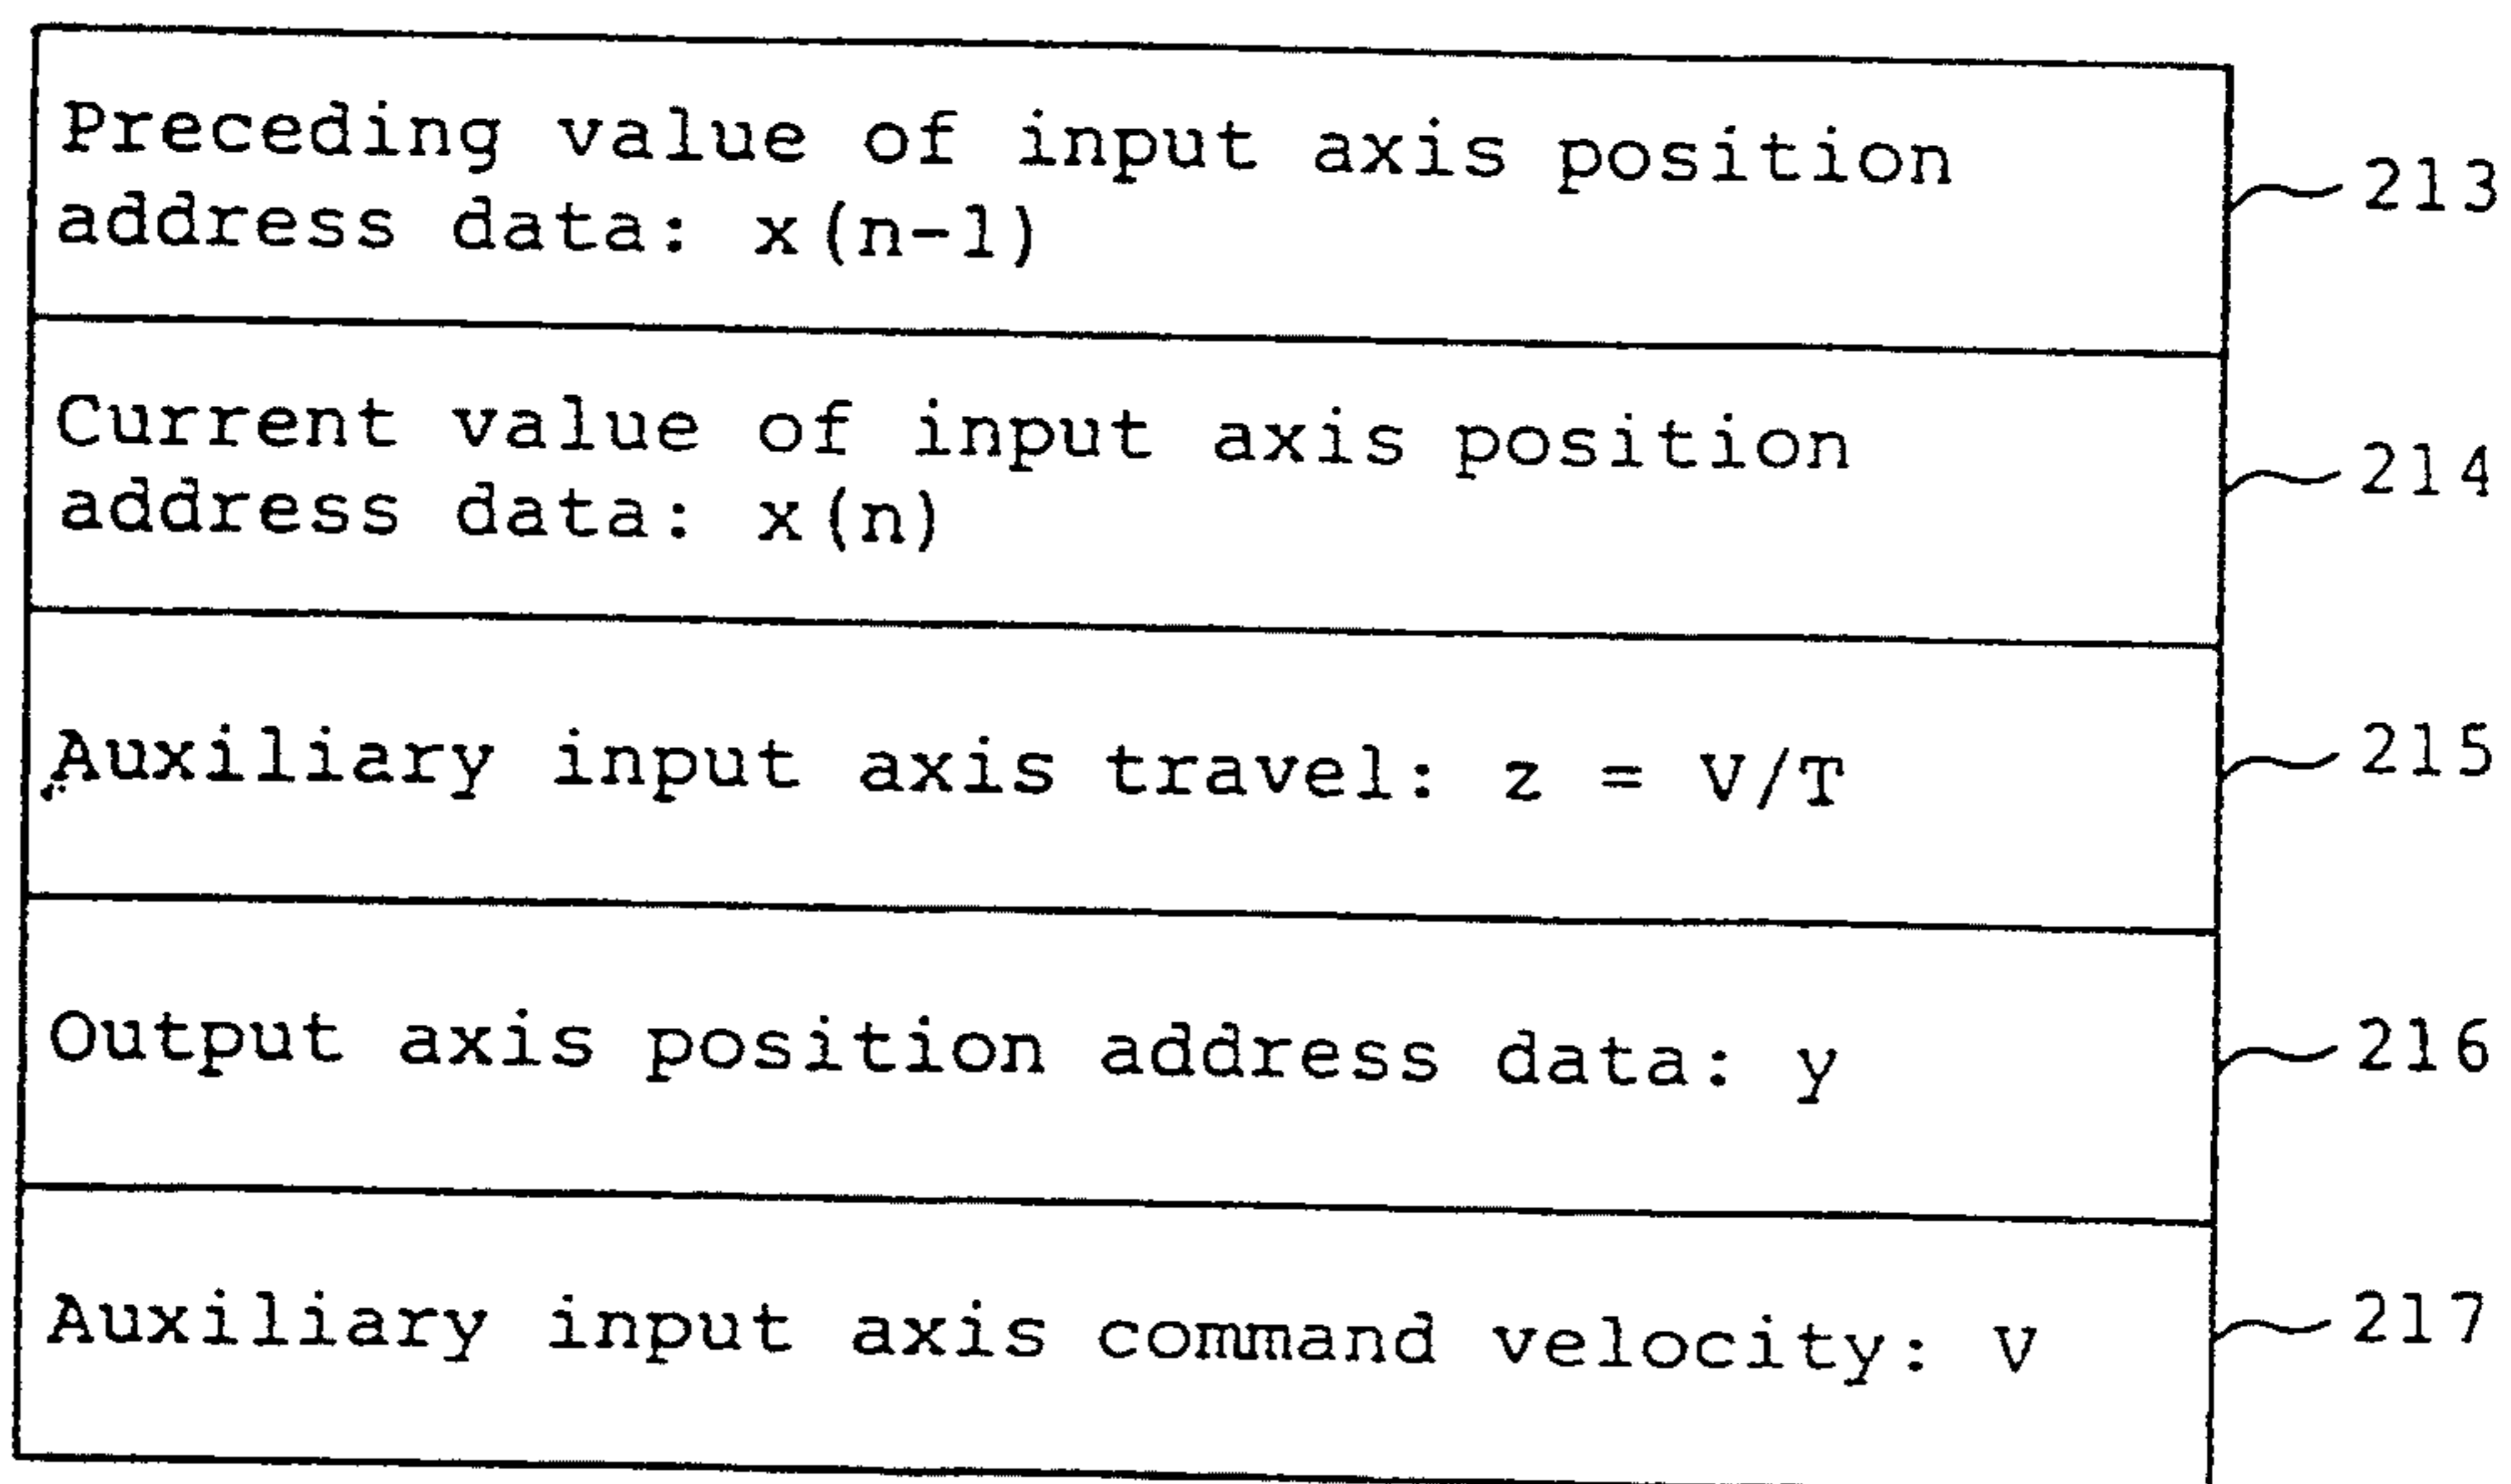 Preceding value of input axis position
address data: x(n-1)
213
Current value of input axis position
address data: x(n)
214
Auxiliary input axis travel: z = V/T
215
Output axis position address data: y
216
Auxiliary input axis command velocity: V
217